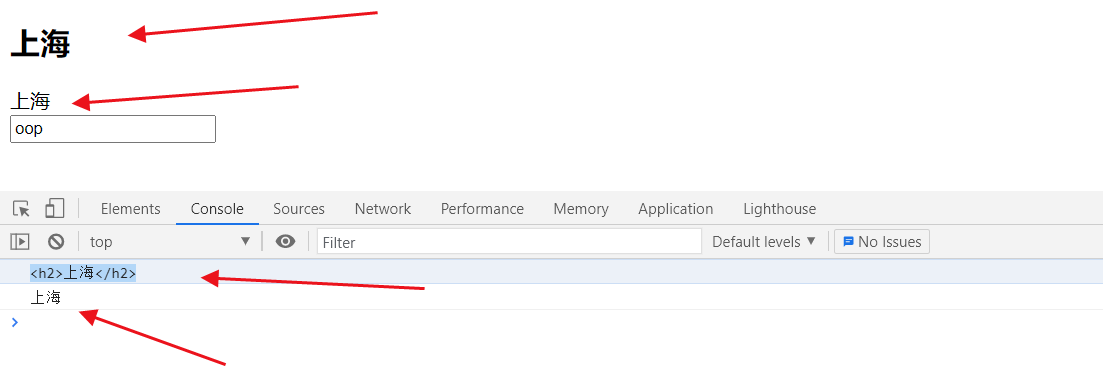 上海
上海
oop
Elements Console Sources Network Performance Memory Application Lighthouse
top Filter Default levels No Issues
<h2>上海</h2>
上海